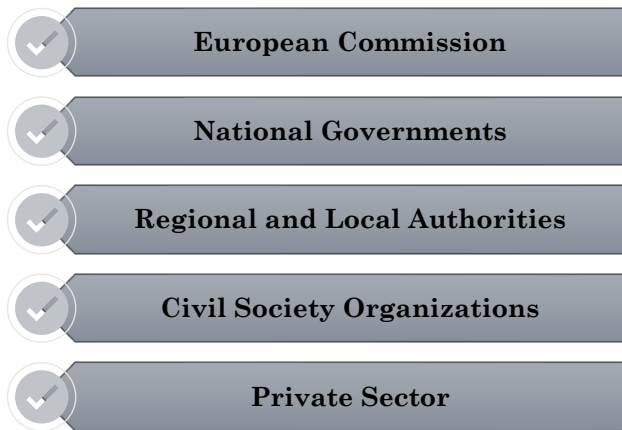 European Commission
National Governments
Regional and Local Authorities
Civil Society Organizations
Private Sector